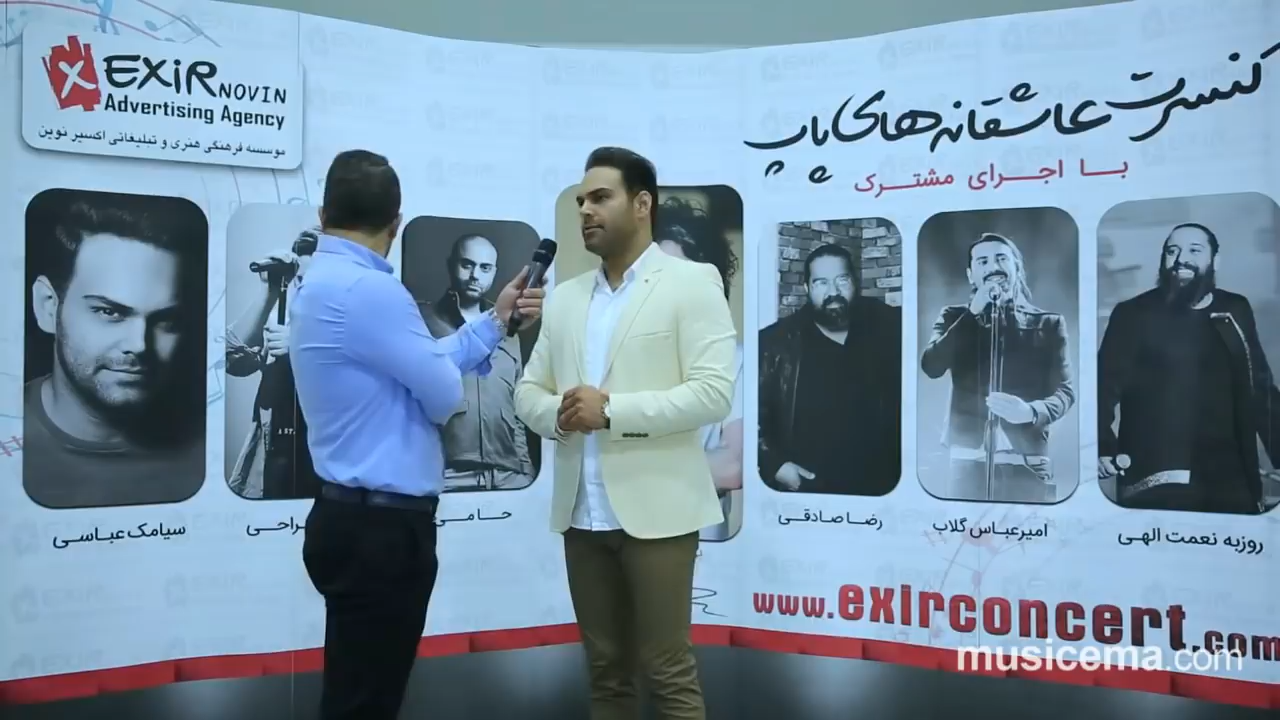 EXiR NOVIN
Advertising Agency
موسسه فرهنگی هنری و تبلیغاتی اکسیر نوین
کنسرت عاشقانه‌های پاپ
با اجرای مشترک
سیامک عباسی
حامی
رضا صادقی
امیرعباس گلاب
روزبه نعمت الهی
www.exirconcert.com
musicema.com